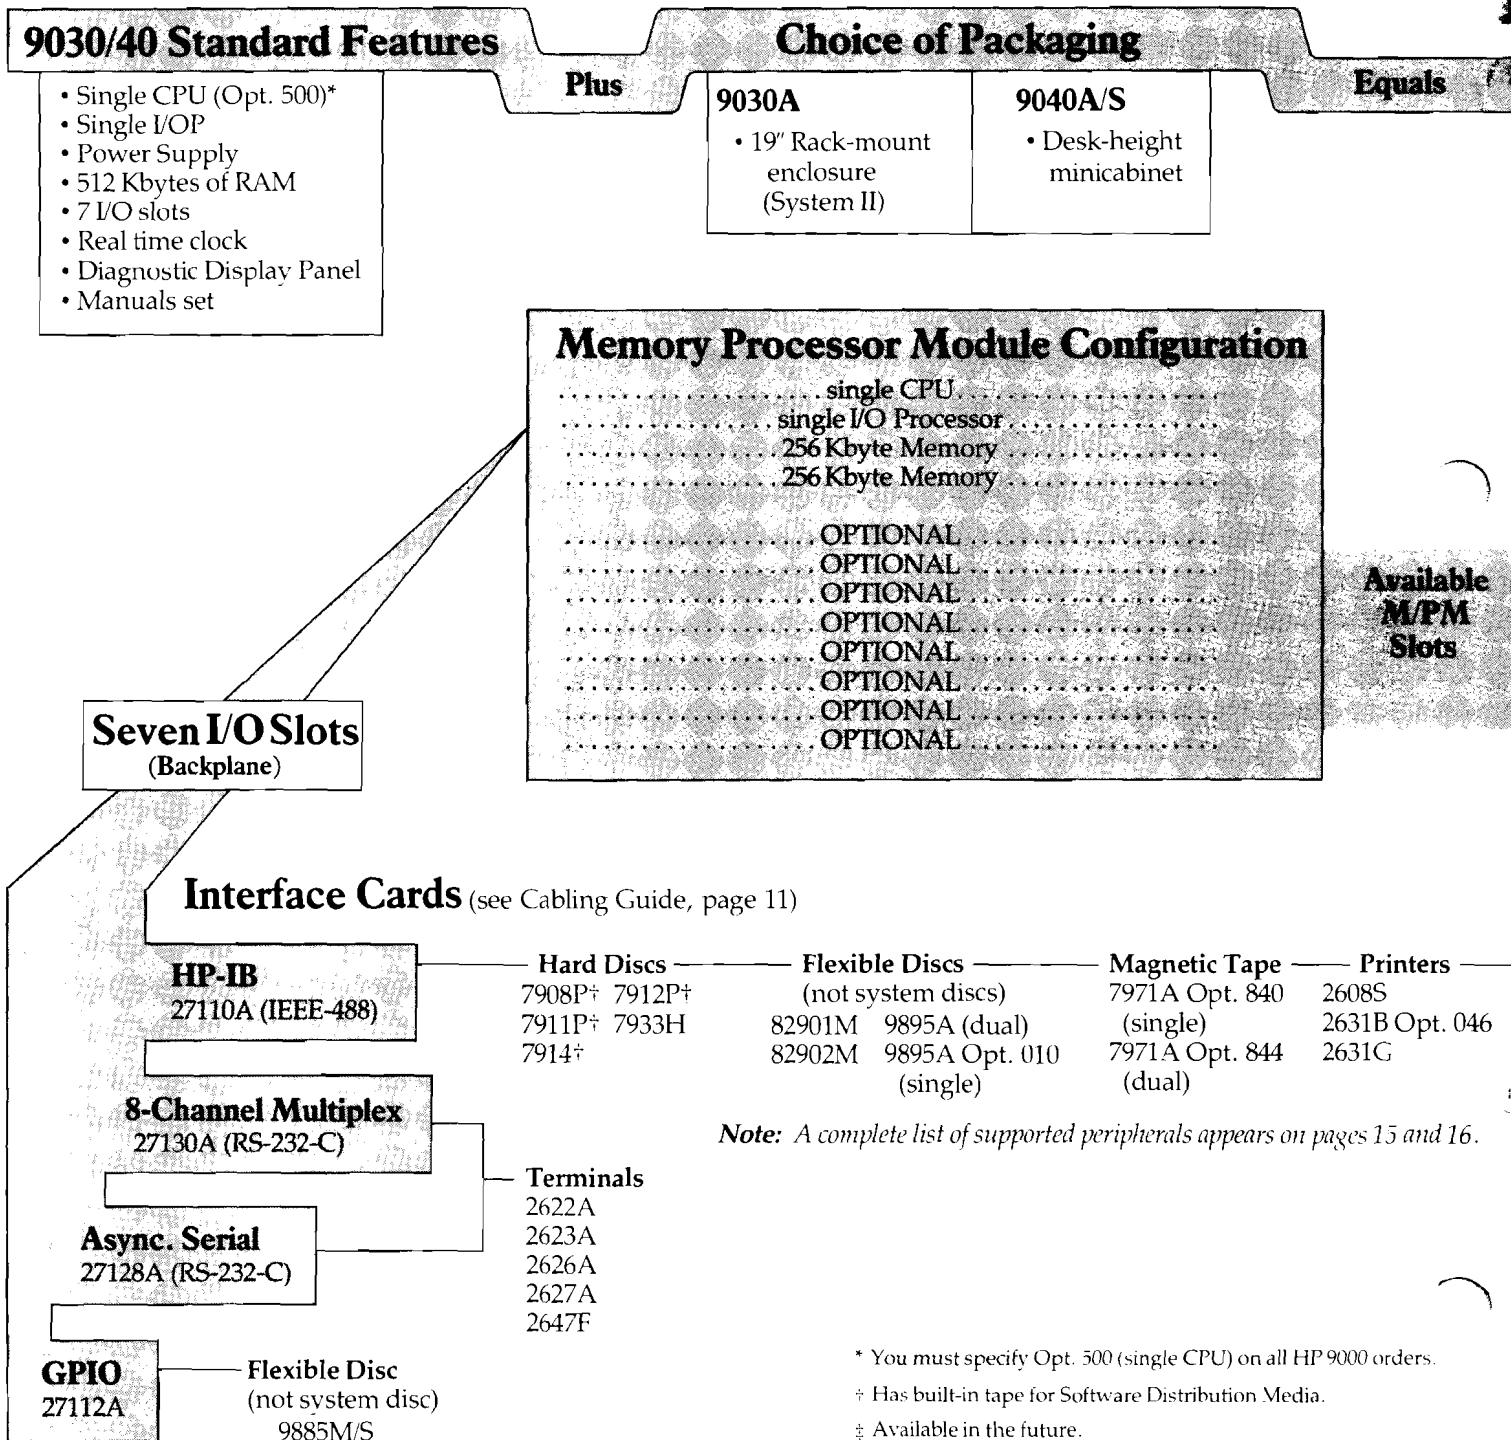 9030/40 Standard Features
Plus
Choice of Packaging
Equals
• Single CPU (Opt. 500)*
• Single I/OP
• Power Supply
• 512 Kbytes of RAM
• 7 I/O slots
• Real time clock
• Diagnostic Display Panel
• Manuals set
9030A
• 19" Rack-mount
enclosure
(System II)
9040A/S
• Desk-height
minicabinet
Memory Processor Module Configuration
single CPU
single I/O Processor
256 Kbyte Memory
256 Kbyte Memory
OPTIONAL
OPTIONAL
OPTIONAL
OPTIONAL
OPTIONAL
OPTIONAL
OPTIONAL
OPTIONAL
Available
M/PM
Slots
Seven I/O Slots
(Backplane)
Interface Cards (see Cabling Guide, page 11)
HP-IB
27110A (IEEE-488)
Hard Discs
7908P† 7912P†
7911P† 7933H
7914‡
Flexible Discs
(not system discs)
82901M 9895A (dual)
82902M 9895A Opt. 010
(single)
Magnetic Tape
7971A Opt. 840
(single)
7971A Opt. 844
(dual)
Printers
2608S
2631B Opt. 046
2631G
8-Channel Multiplex
27130A (RS-232-C)
Note: A complete list of supported peripherals appears on pages 15 and 16.
Async. Serial
27128A (RS-232-C)
Terminals
2622A
2623A
2626A
2627A
2647F
GPIO
27112A
Flexible Disc
(not system disc)
9885M/S
* You must specify Opt. 500 (single CPU) on all HP 9000 orders.
† Has built-in tape for Software Distribution Media.
‡ Available in the future.